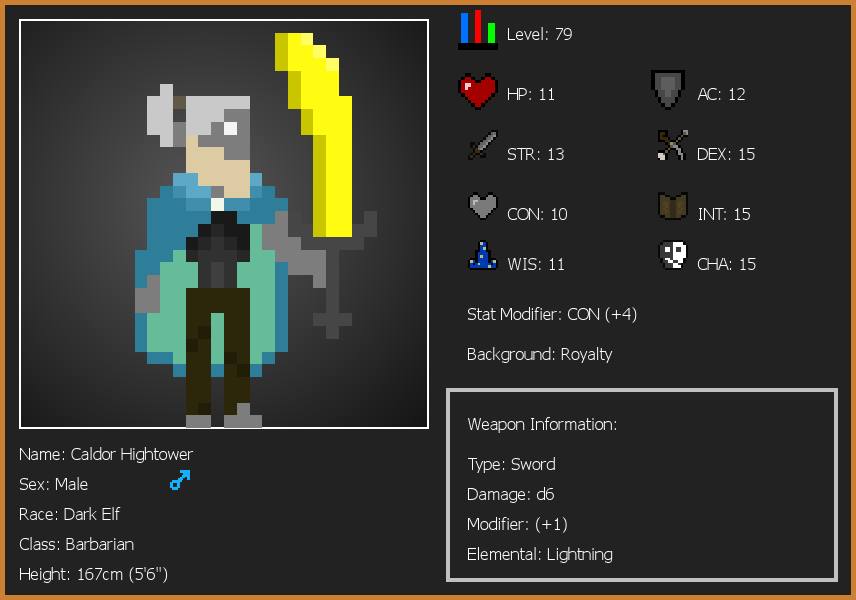 Level: 79
HP: 11
AC: 12
STR: 13
DEX: 15
CON: 10
INT: 15
WIS: 11
CHA: 15
Stat Modifier: CON (+4)
Background: Royalty
Weapon Information:
Type: Sword
Damage: d6
Modifier: (+1)
Elemental: Lightning
Name: Caldor Hightower
Sex: Male
Race: Dark Elf
Class: Barbarian
Height: 167cm (5'6")